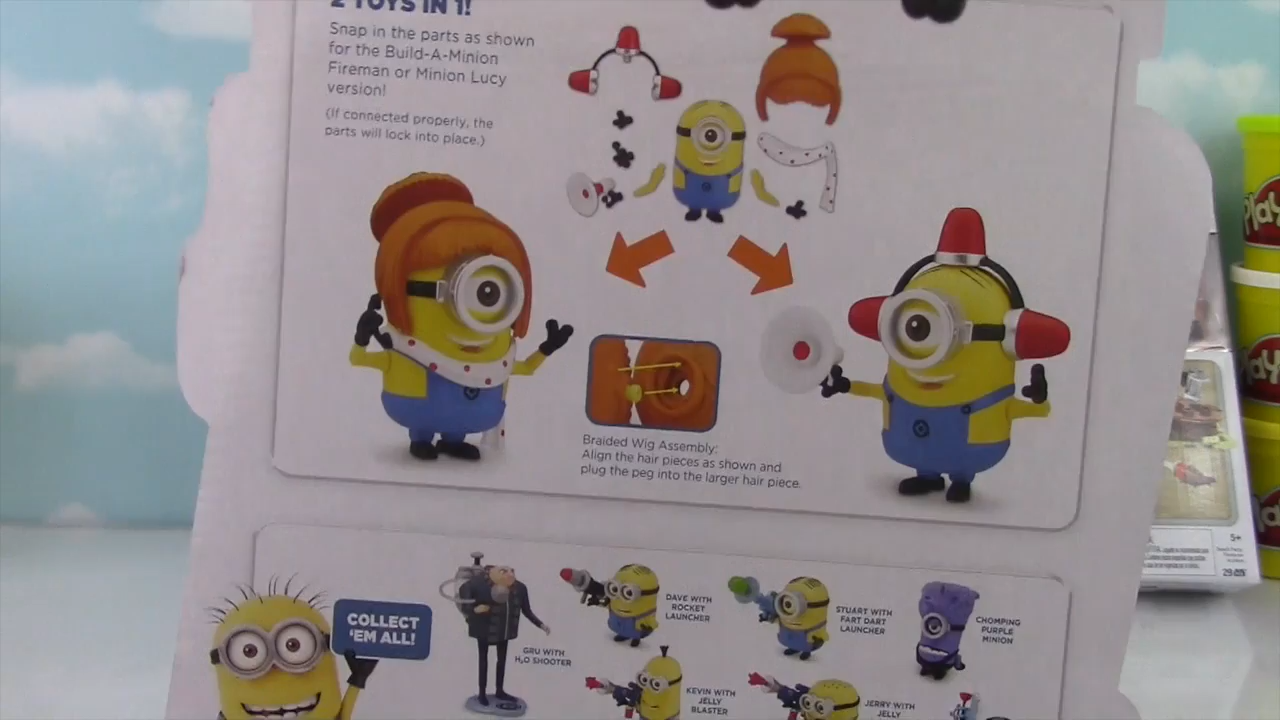 2 TOYS IN 1!
Snap in the parts as shown
for the Build-A-Minion
Fireman or Minion Lucy
version!
(If connected properly, the
parts will lock into place.)
Braided Wig Assembly:
Align the hair pieces as shown and
plug the peg into the larger hair piece.
COLLECT
'EM ALL!
GRU WITH
H₂O SHOOTER
DAVE WITH
ROCKET
LAUNCHER
STUART WITH
FART DART
LAUNCHER
CHOMPING
PURPLE
MINION
KEVIN WITH
JELLY
BLASTER
JERRY WITH
JELLY
Play
Play
5+